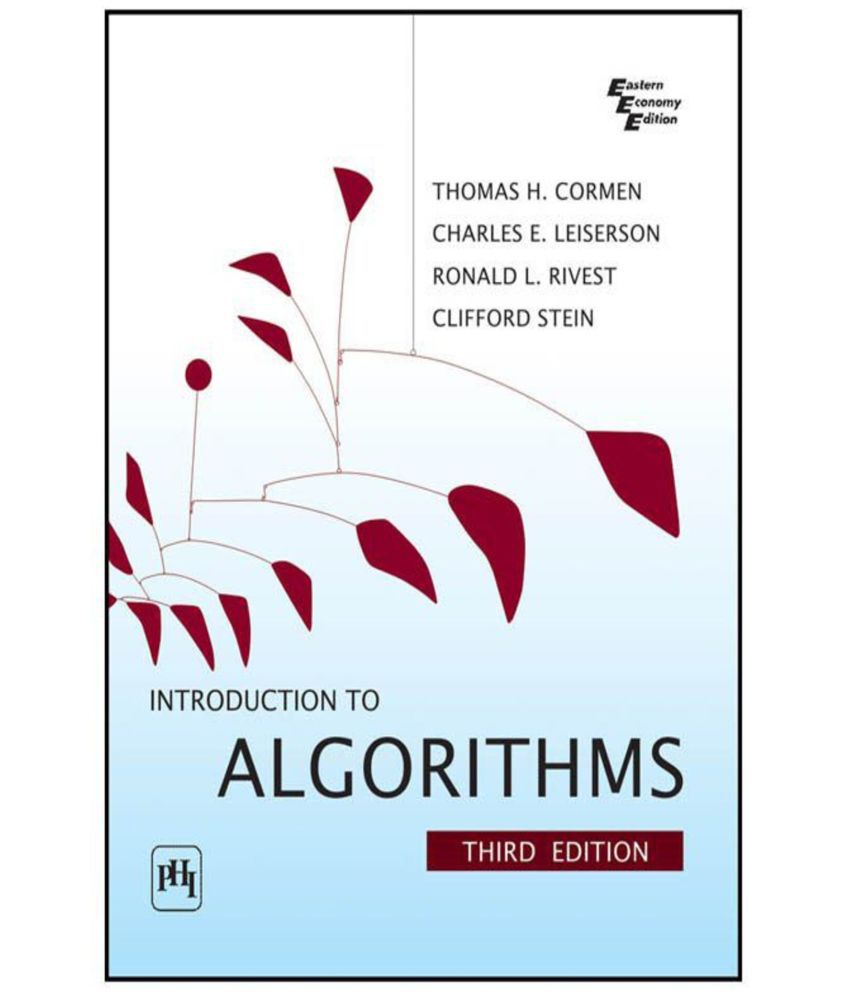 Eastern
Economy
Edition
THOMAS H. CORMEN
CHARLES E. LEISERSON
RONALD L. RIVEST
CLIFFORD STEIN
INTRODUCTION TO
ALGORITHMS
THIRD EDITION
PHI